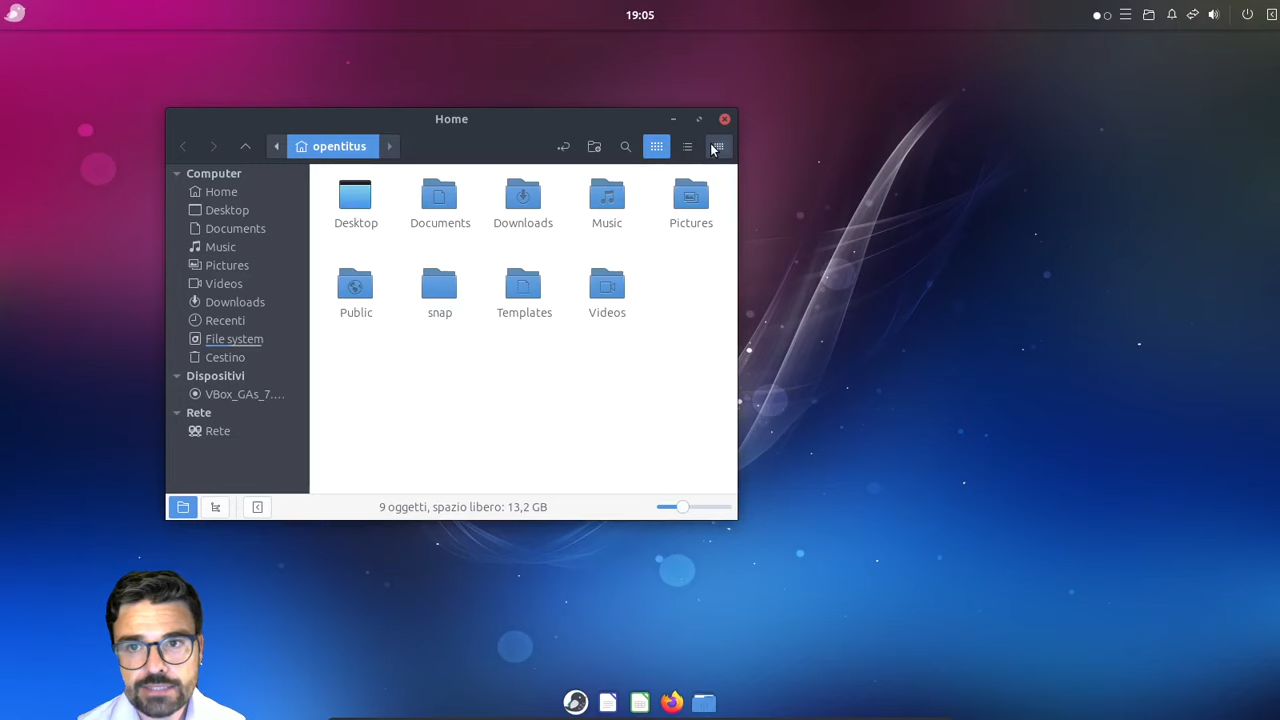 19:05
Home
opentitus
Computer
Home
Desktop
Documents
Music
Pictures
Videos
Downloads
Recenti
File system
Cestino
Dispositivi
VBox_GAs_7....
Rete
Rete
Desktop
Documents
Downloads
Music
Pictures
Public
snap
Templates
Videos
9 oggetti, spazio libero: 13,2 GB